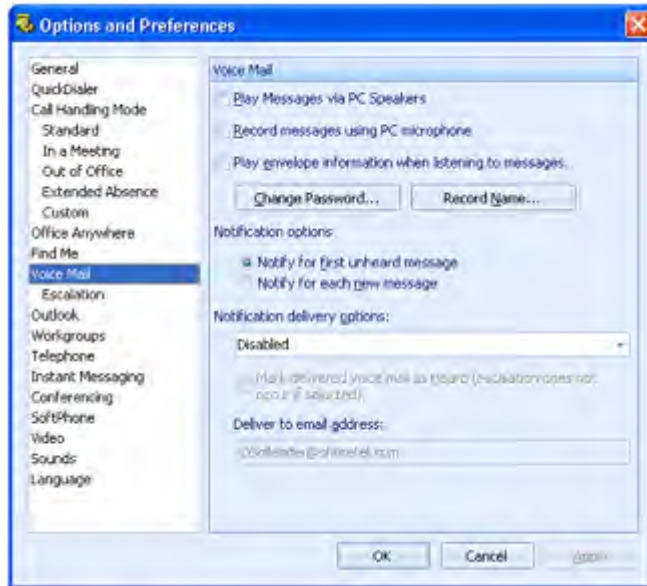 Options and Preferences
General
QuickDialer
Call Handling Mode
Standard
In a Meeting
Out of Office
Extended Absence
Custom
Office Anywhere
Find Me
Voice Mail
Escalation
Outlook
Workgroups
Telephone
Instant Messaging
Conferencing
SoftPhone
Video
Sounds
Language
Voice Mail
Play Messages via PC Speakers
Record messages using PC microphone
Play envelope information when listening to messages.
Change Password...
Record Name...
Notification options
Notify for first unheard message
Notify for each new message
Notification delivery options:
Disabled
Mark delivered voice mail as heard (escalation does not
occur if selected).
Deliver to email address:
OK
Cancel
Apply